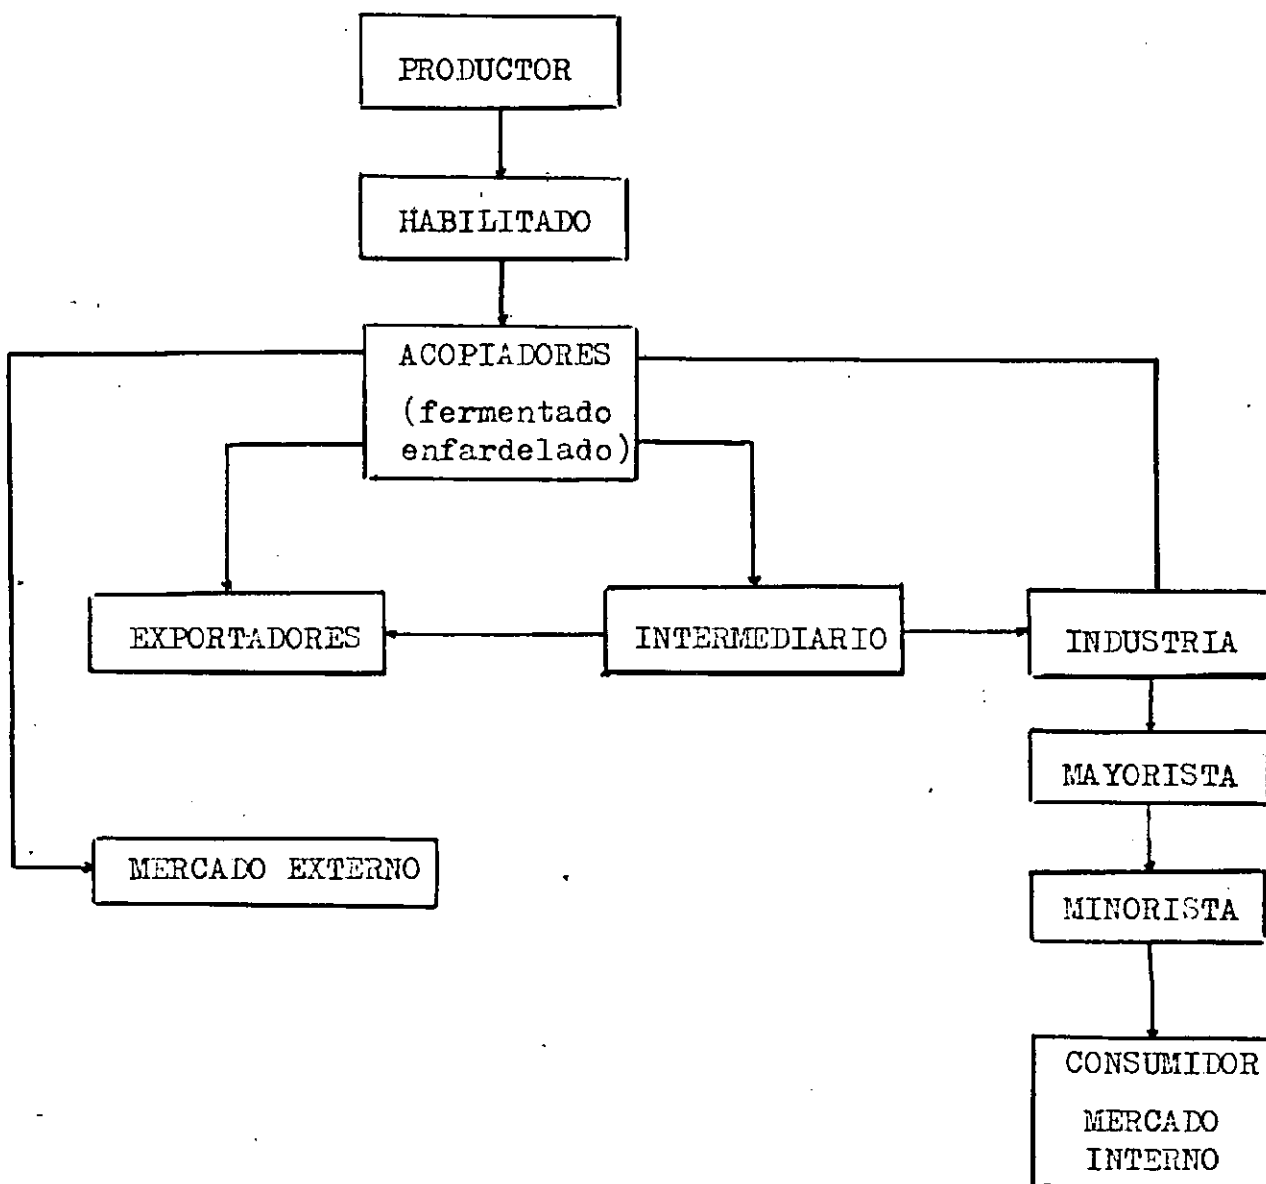 PRODUCTOR
HABILITADO
ACOPIADORES
(fermentado
enfardelado)
EXPORTADORES
INTERMEDIARIO
INDUSTRIA
MAYORISTA
MERCADO EXTERNO
MINORISTA
CONSUMIDOR
MERCADO
INTERNO